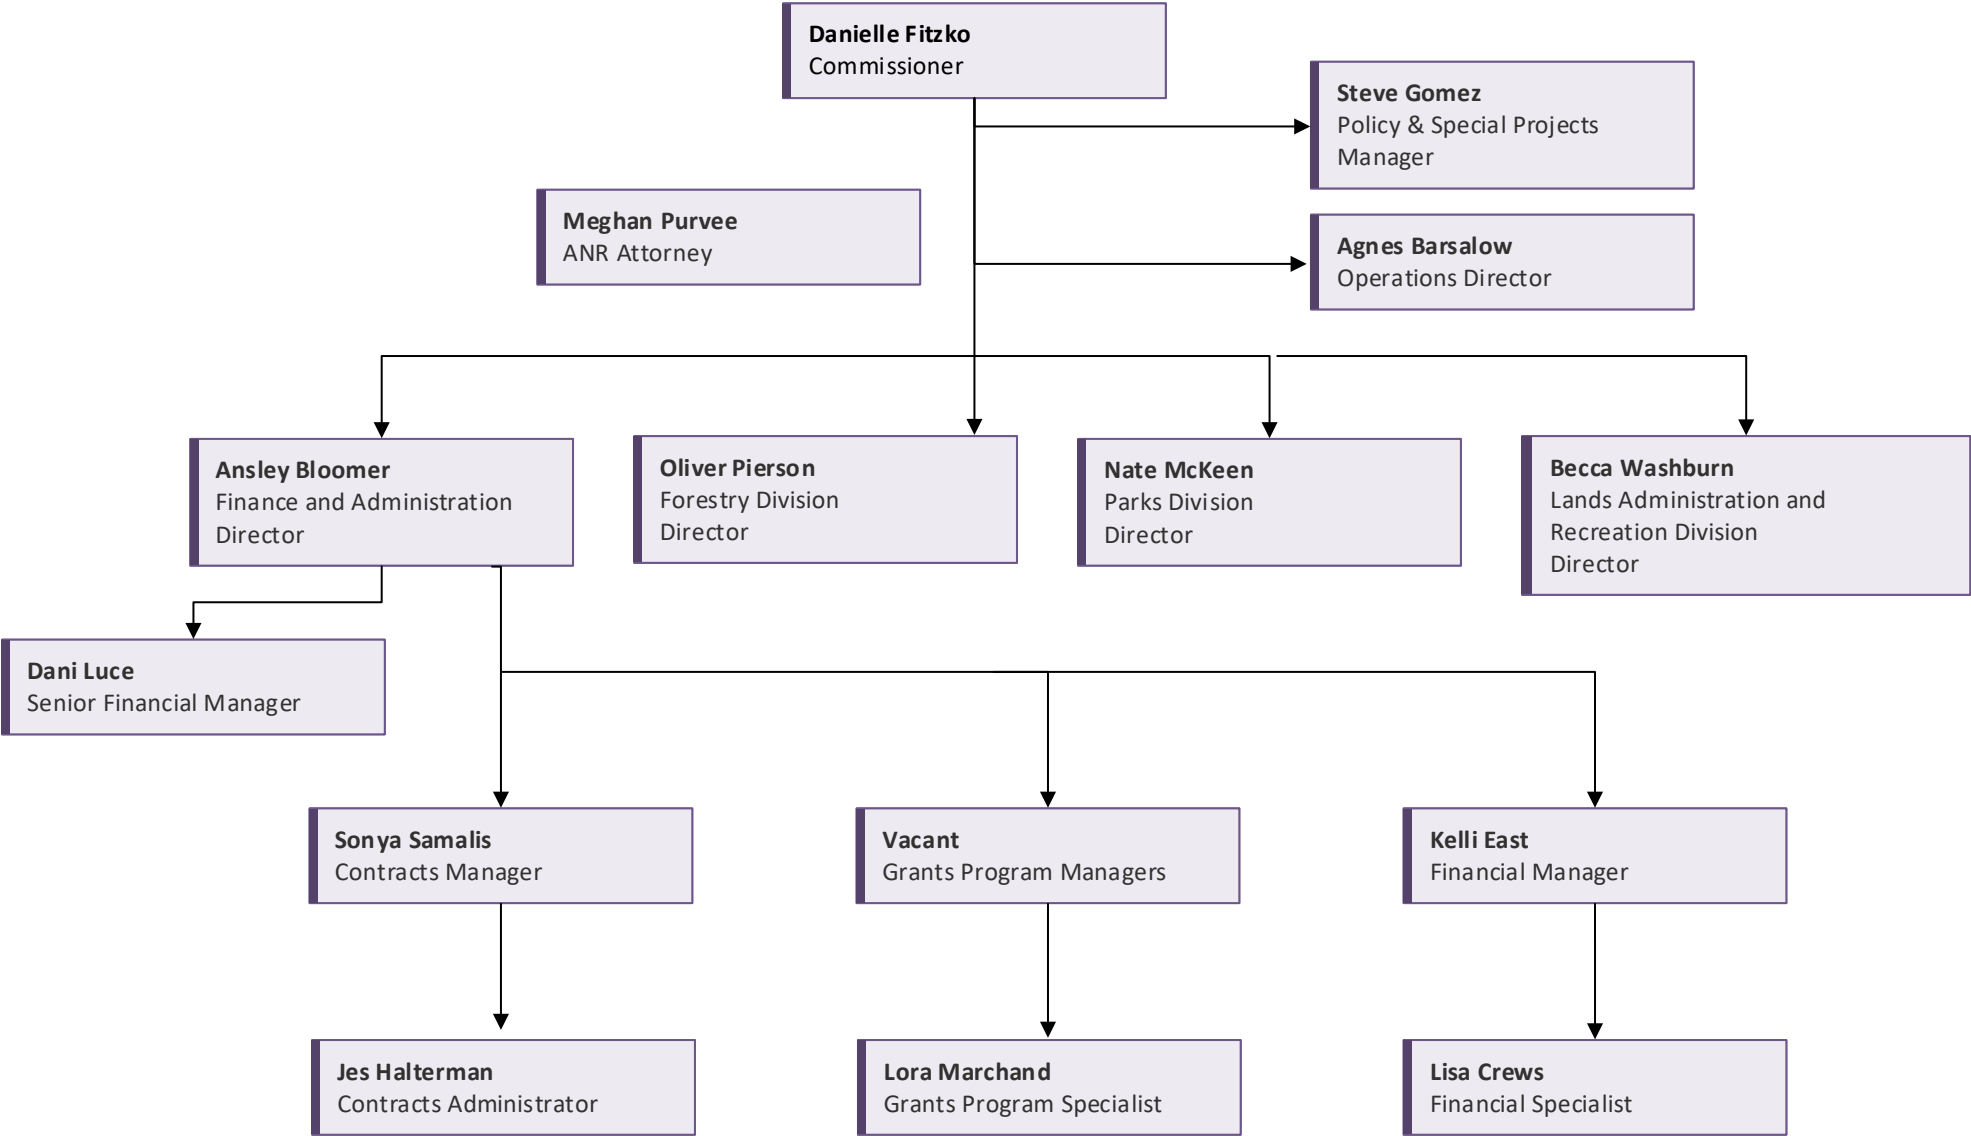 Danielle Fitzko
Commissioner
Steve Gomez
Policy & Special Projects
Manager
Meghan Purvee
ANR Attorney
Agnes Barsalow
Operations Director
Ansley Bloomer
Finance and Administration
Director
Oliver Pierson
Forestry Division
Director
Nate McKeen
Parks Division
Director
Becca Washburn
Lands Administration and
Recreation Division
Director
Dani Luce
Senior Financial Manager
Sonya Samalis
Contracts Manager
Vacant
Grants Program Managers
Kelli East
Financial Manager
Jes Halterman
Contracts Administrator
Lora Marchand
Grants Program Specialist
Lisa Crews
Financial Specialist